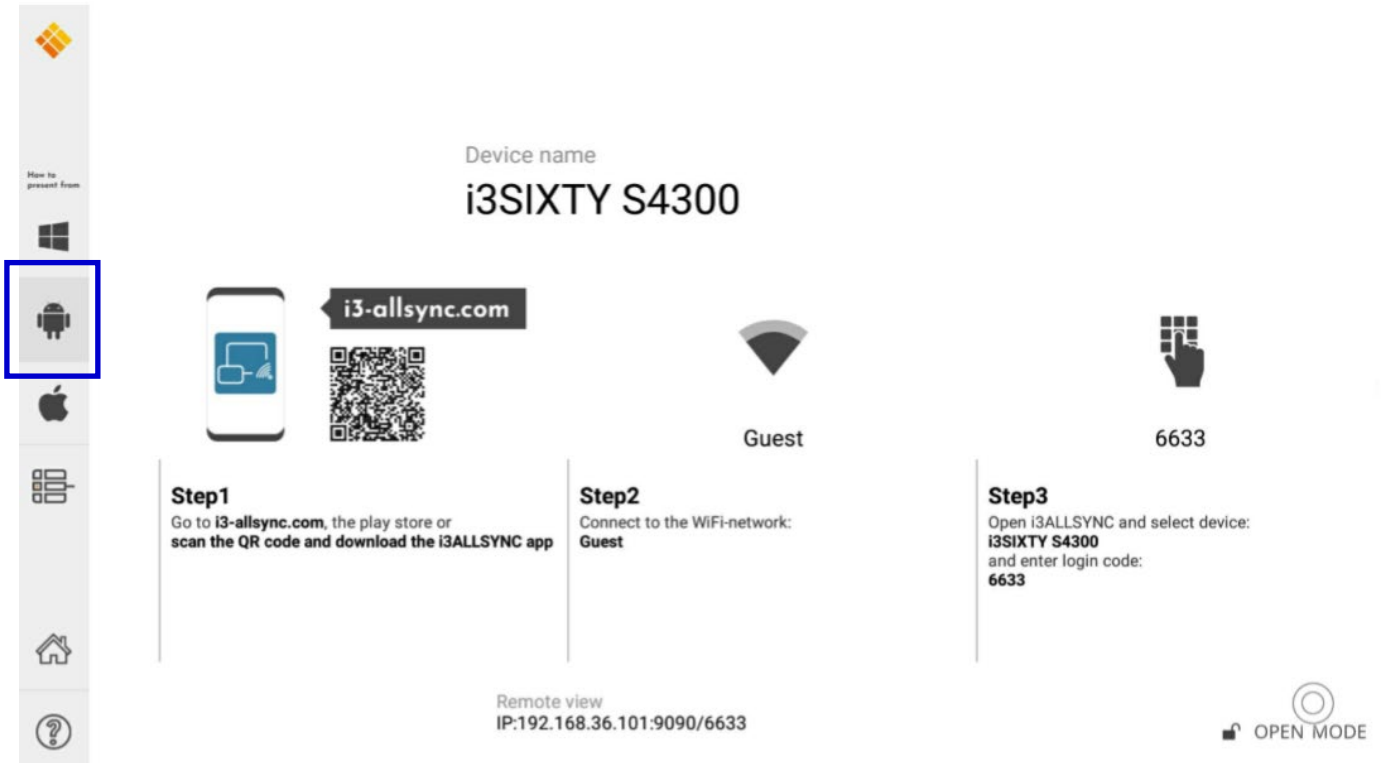 How to
present from
Device name
i3SIXTY S4300
i3-allsync.com
Guest
6633
Step1
Go to i3-allsync.com, the play store or
scan the QR code and download the i3ALLSYNC app
Step2
Connect to the WiFi-network:
Guest
Step3
Open i3ALLSYNC and select device:
i3SIXTY S4300
and enter login code:
6633
Remote view
IP:192.168.36.101:9090/6633
OPEN MODE